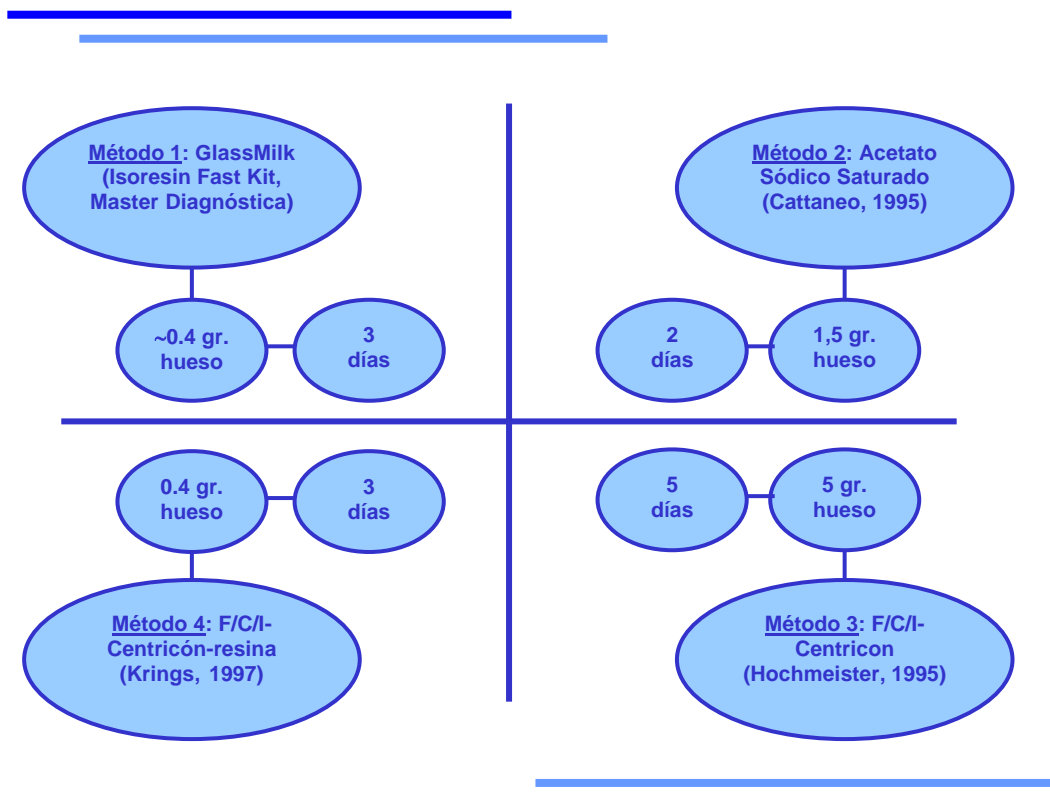 Método 1: GlassMilk
(Isoresin Fast Kit,
Master Diagnóstica)
~0.4 gr.
hueso
3
días
Método 2: Acetato
Sódico Saturado
(Cattaneo, 1995)
2
días
1,5 gr.
hueso
0.4 gr.
hueso
3
días
Método 4: F/C/I-
Centricón-resina
(Krings, 1997)
5
días
5 gr.
hueso
Método 3: F/C/I-
Centricon
(Hochmeister, 1995)